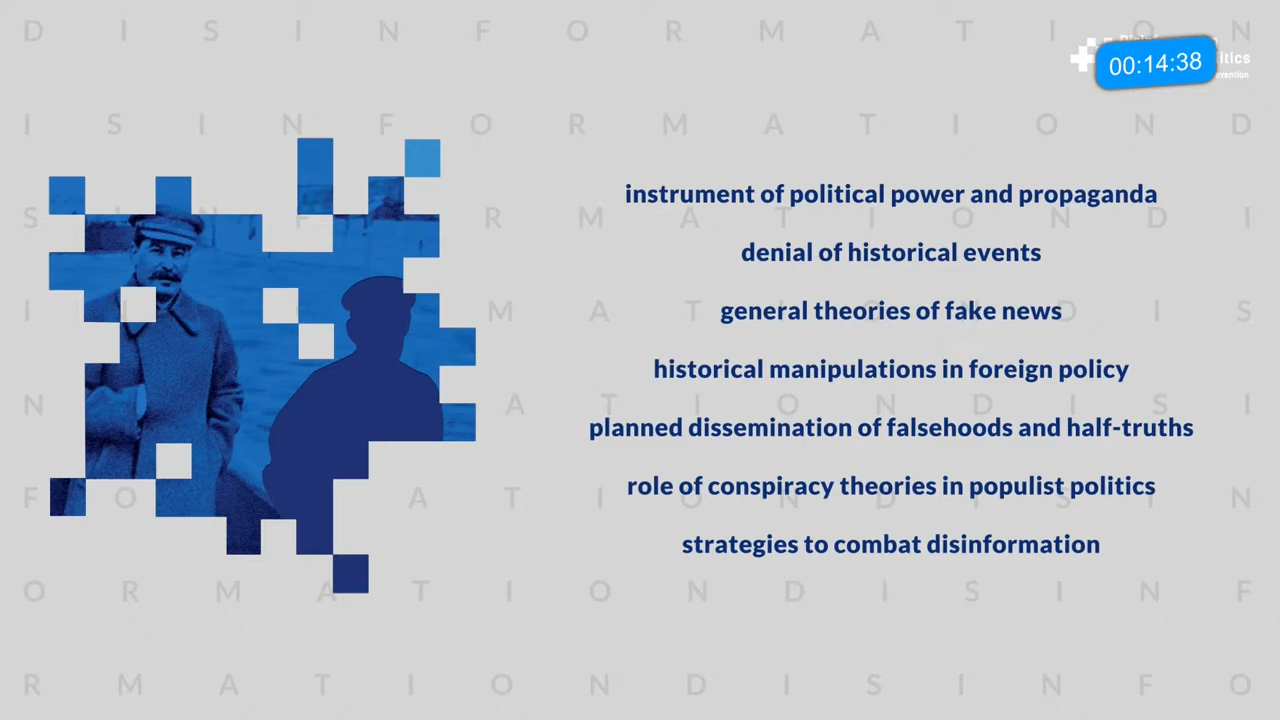 D I S I N F O R M A T I O N
itics
00:14:38
evention
I S I N F O R M A T I O N D
instrument of political power and propaganda
S I N F R M A T I O N D I
denial of historical events
I M A T I O N D I S
general theories of fake news
historical manipulations in foreign policy
N A T I O N D I S I
planned dissemination of falsehoods and half-truths
role of conspiracy theories in populist politics
F O A T I O N D I S I N
strategies to combat disinformation
O R M A T I O N D I S I N F
R M A T I O N D I S I N F O